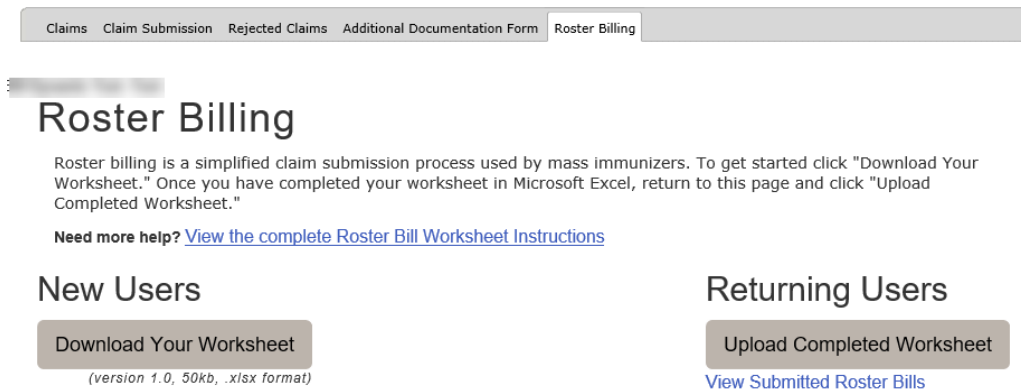 Claims Claim Submission Rejected Claims Additional Documentation Form Roster Billing
Roster Billing
Roster billing is a simplified claim submission process used by mass immunizers. To get started click "Download Your
Worksheet." Once you have completed your worksheet in Microsoft Excel, return to this page and click "Upload
Completed Worksheet."
Need more help? View the complete Roster Bill Worksheet Instructions
New Users
Returning Users
Download Your Worksheet
Upload Completed Worksheet
(version 1.0, 50kb, .xlsx format)
View Submitted Roster Bills